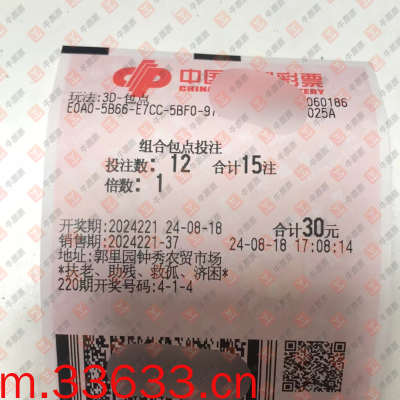 中国 彩票
CHINA
玩法:3D-包点
060186
E0A0-5B66-E7CC-5BF0-97
025A
组合包点投注
投注数: 12 合计15注
倍数: 1
开奖期:2024221 24-08-18 合计30元
销售期:2024221-37 24-08-18 17:08:14
地址:郭里园钟秀农贸市场
*扶老、助残、救孤、济困*
220期开奖号码:4-1-4
m.33633.cn